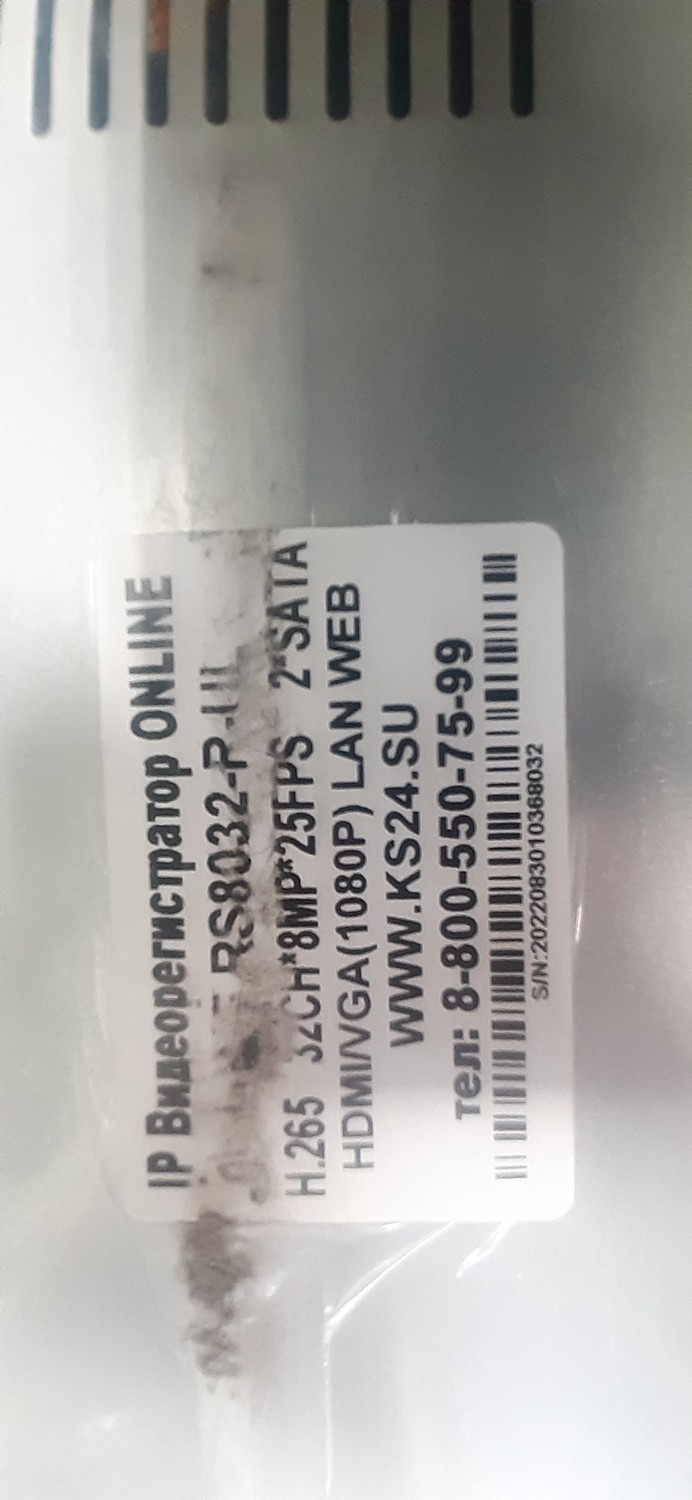 IP Видеорегистратор ONLINE
RS8032-P
H.265 32CH*8MP*25FPS 2*SATA
HDMI/VGA(1080P) LAN WEB
WWW.KS24.SU
тел: 8-800-550-75-99
S/N:2022083010368032